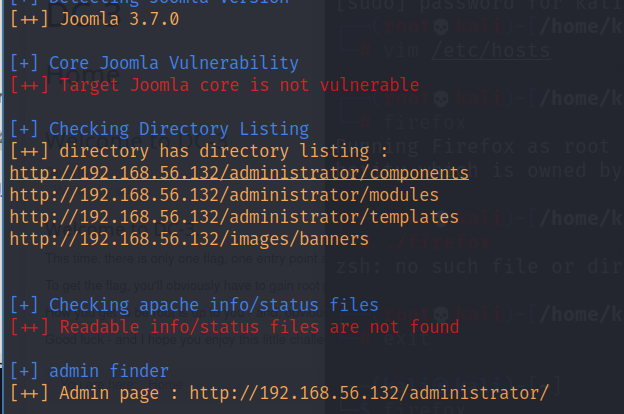 [+] Detecting Joomla Version
[++] Joomla 3.7.0
[+] Core Joomla Vulnerability
[++] Target Joomla core is not vulnerable
[+] Checking Directory Listing
[++] directory has directory listing :
http://192.168.56.132/administrator/components
http://192.168.56.132/administrator/modules
http://192.168.56.132/administrator/templates
http://192.168.56.132/images/banners
[+] Checking apache info/status files
[++] Readable info/status files are not found
[+] admin finder
[++] Admin page : http://192.168.56.132/administrator/
[sudo] password for kali
vim /etc/hosts
firefox
Running Firefox as root
is owned by
zsh: no such file or dir
exit
Home
Welcome to DC-3
This time, there is only one flag, one entry point
To get the flag, you'll obviously have to gain root
Good luck - and I hope you enjoy this little challe